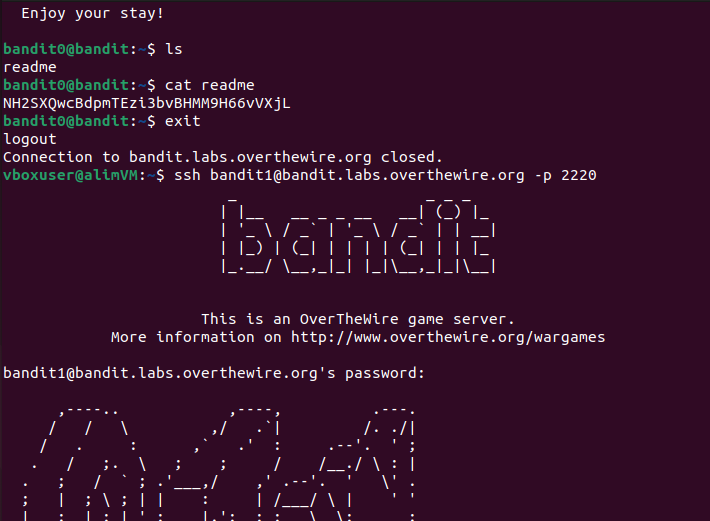 Enjoy your stay!
bandit0@bandit:~$ ls
readme
bandit0@bandit:~$ cat readme
NH2SXQwcBdpmTEzi3bvBHMM9H66vVXjL
bandit0@bandit:~$ exit
logout
Connection to bandit.labs.overthewire.org closed.
vboxuser@alimVM:~$ ssh bandit1@bandit.labs.overthewire.org -p 2220
bandit
This is an OverTheWire game server.
More information on http://www.overthewire.org/wargames
bandit1@bandit.labs.overthewire.org's password: